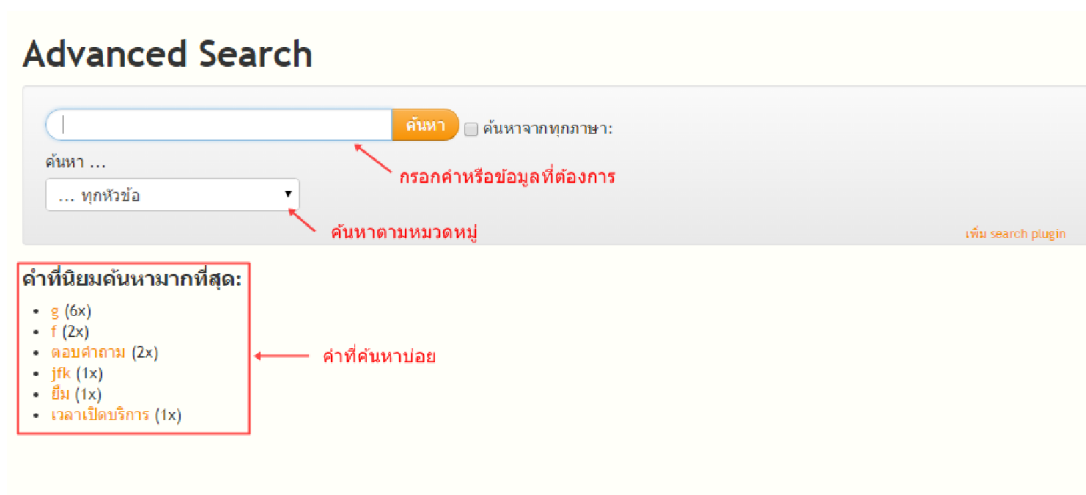 Advanced Search
ค้นหา ค้นหาจากทุกภาษา:
ค้นหา ...
กรอกคำหรือข้อมูลที่ต้องการ
... ทุกหัวข้อ
ค้นหาตามหมวดหมู่
เพิ่ม search plugin
คำที่นิยมค้นหามากที่สุด:
• g (6x)
• f (2x)
• ตอบคำถาม (2x)
คำที่ค้นหาบ่อย
• jfk (1x)
• ยืม (1x)
• เวลาเปิดบริการ (1x)